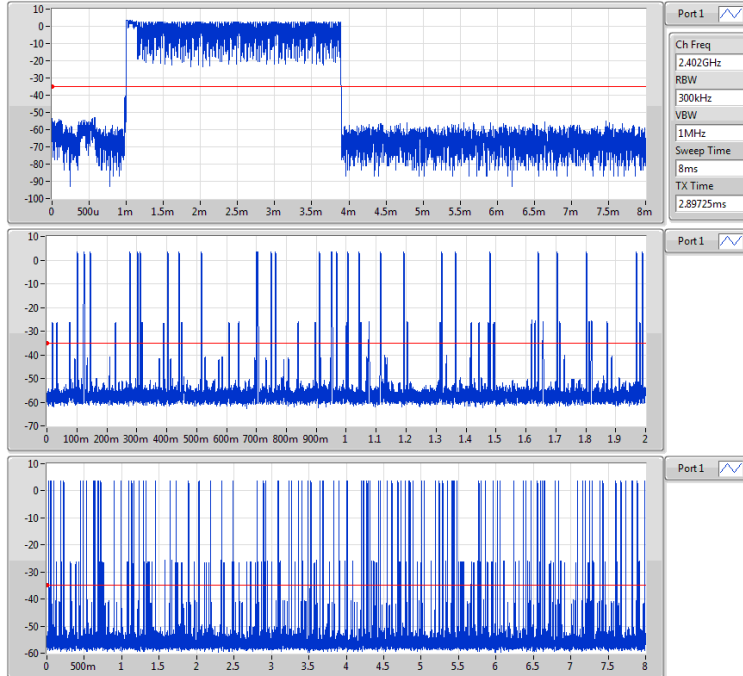 Port 1
10
0
-10
-20
-30
-40
-50
-60
-70
-80
-90
-100
0 500u 1m 1.5m 2m 2.5m 3m 3.5m 4m 4.5m 5m 5.5m 6m 6.5m 7m 7.5m 8m
Ch Freq
2.402GHz
RBW
300kHz
VBW
1MHz
Sweep Time
8ms
TX Time
2.89725ms
Port 1
10
0
-10
-20
-30
-40
-50
-60
-70
0 100m 200m 300m 400m 500m 600m 700m 800m 900m 1 1.1 1.2 1.3 1.4 1.5 1.6 1.7 1.8 1.9 2
Port 1
10
0
-10
-20
-30
-40
-50
-60
0 500m 1 1.5 2 2.5 3 3.5 4 4.5 5 5.5 6 6.5 7 7.5 8